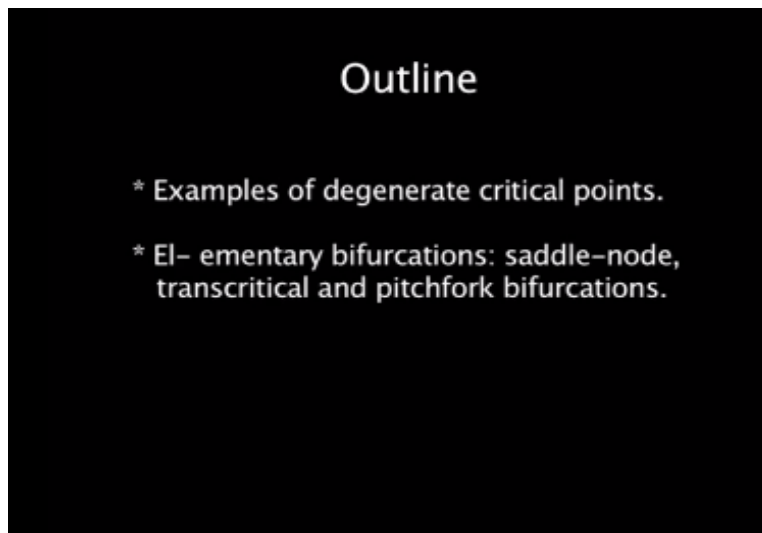 Outline
* Examples of degenerate critical points.
* El- ementary bifurcations: saddle-node,
transcritical and pitchfork bifurcations.